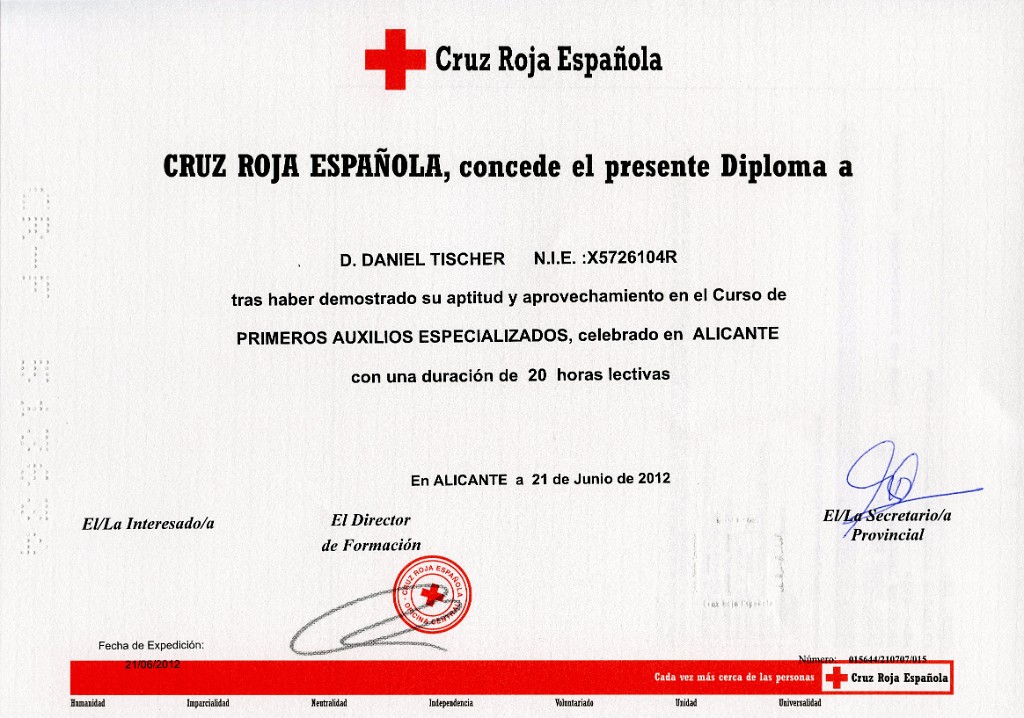 Cruz Roja Española
CRUZ ROJA ESPAÑOLA, concede el presente Diploma a
D. DANIEL TISCHER N.I.E. :X5726104R
tras haber demostrado su aptitud y aprovechamiento en el Curso de
PRIMEROS AUXILIOS ESPECIALIZADOS, celebrado en ALICANTE
con una duración de 20 horas lectivas
En ALICANTE a 21 de Junio de 2012
El/La Interesado/a
El Director
de Formación
El/La Secretario/a
Provincial
CRUZ ROJA ESPAÑOLA
OFICINA CENTRAL
Fecha de Expedición:
21/06/2012
Número: 015644/210707/015
Cada vez más cerca de las personas
Cruz Roja Española
Humanidad Imparcialidad Neutralidad Independencia Voluntariado Unidad Universalidad